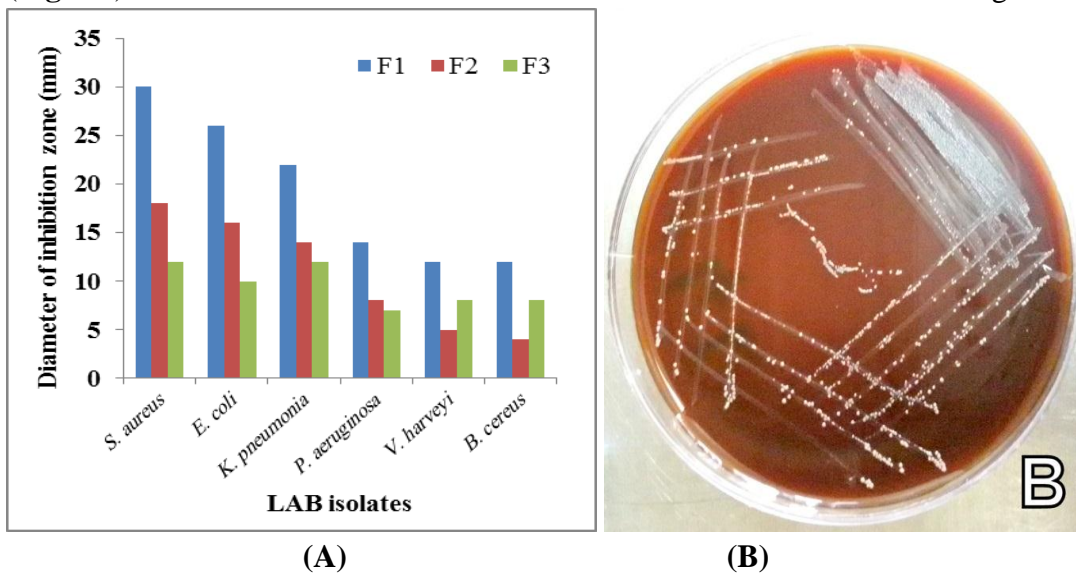 35
30
25
20
15
10
5
0
Diameter of inhibition zone (mm)
F1 F2 F3
S. aureus
E. coli
K. pneumonia
P. aeruginosa
V. harveyi
B. cereus
LAB isolates
B
(A) (B)